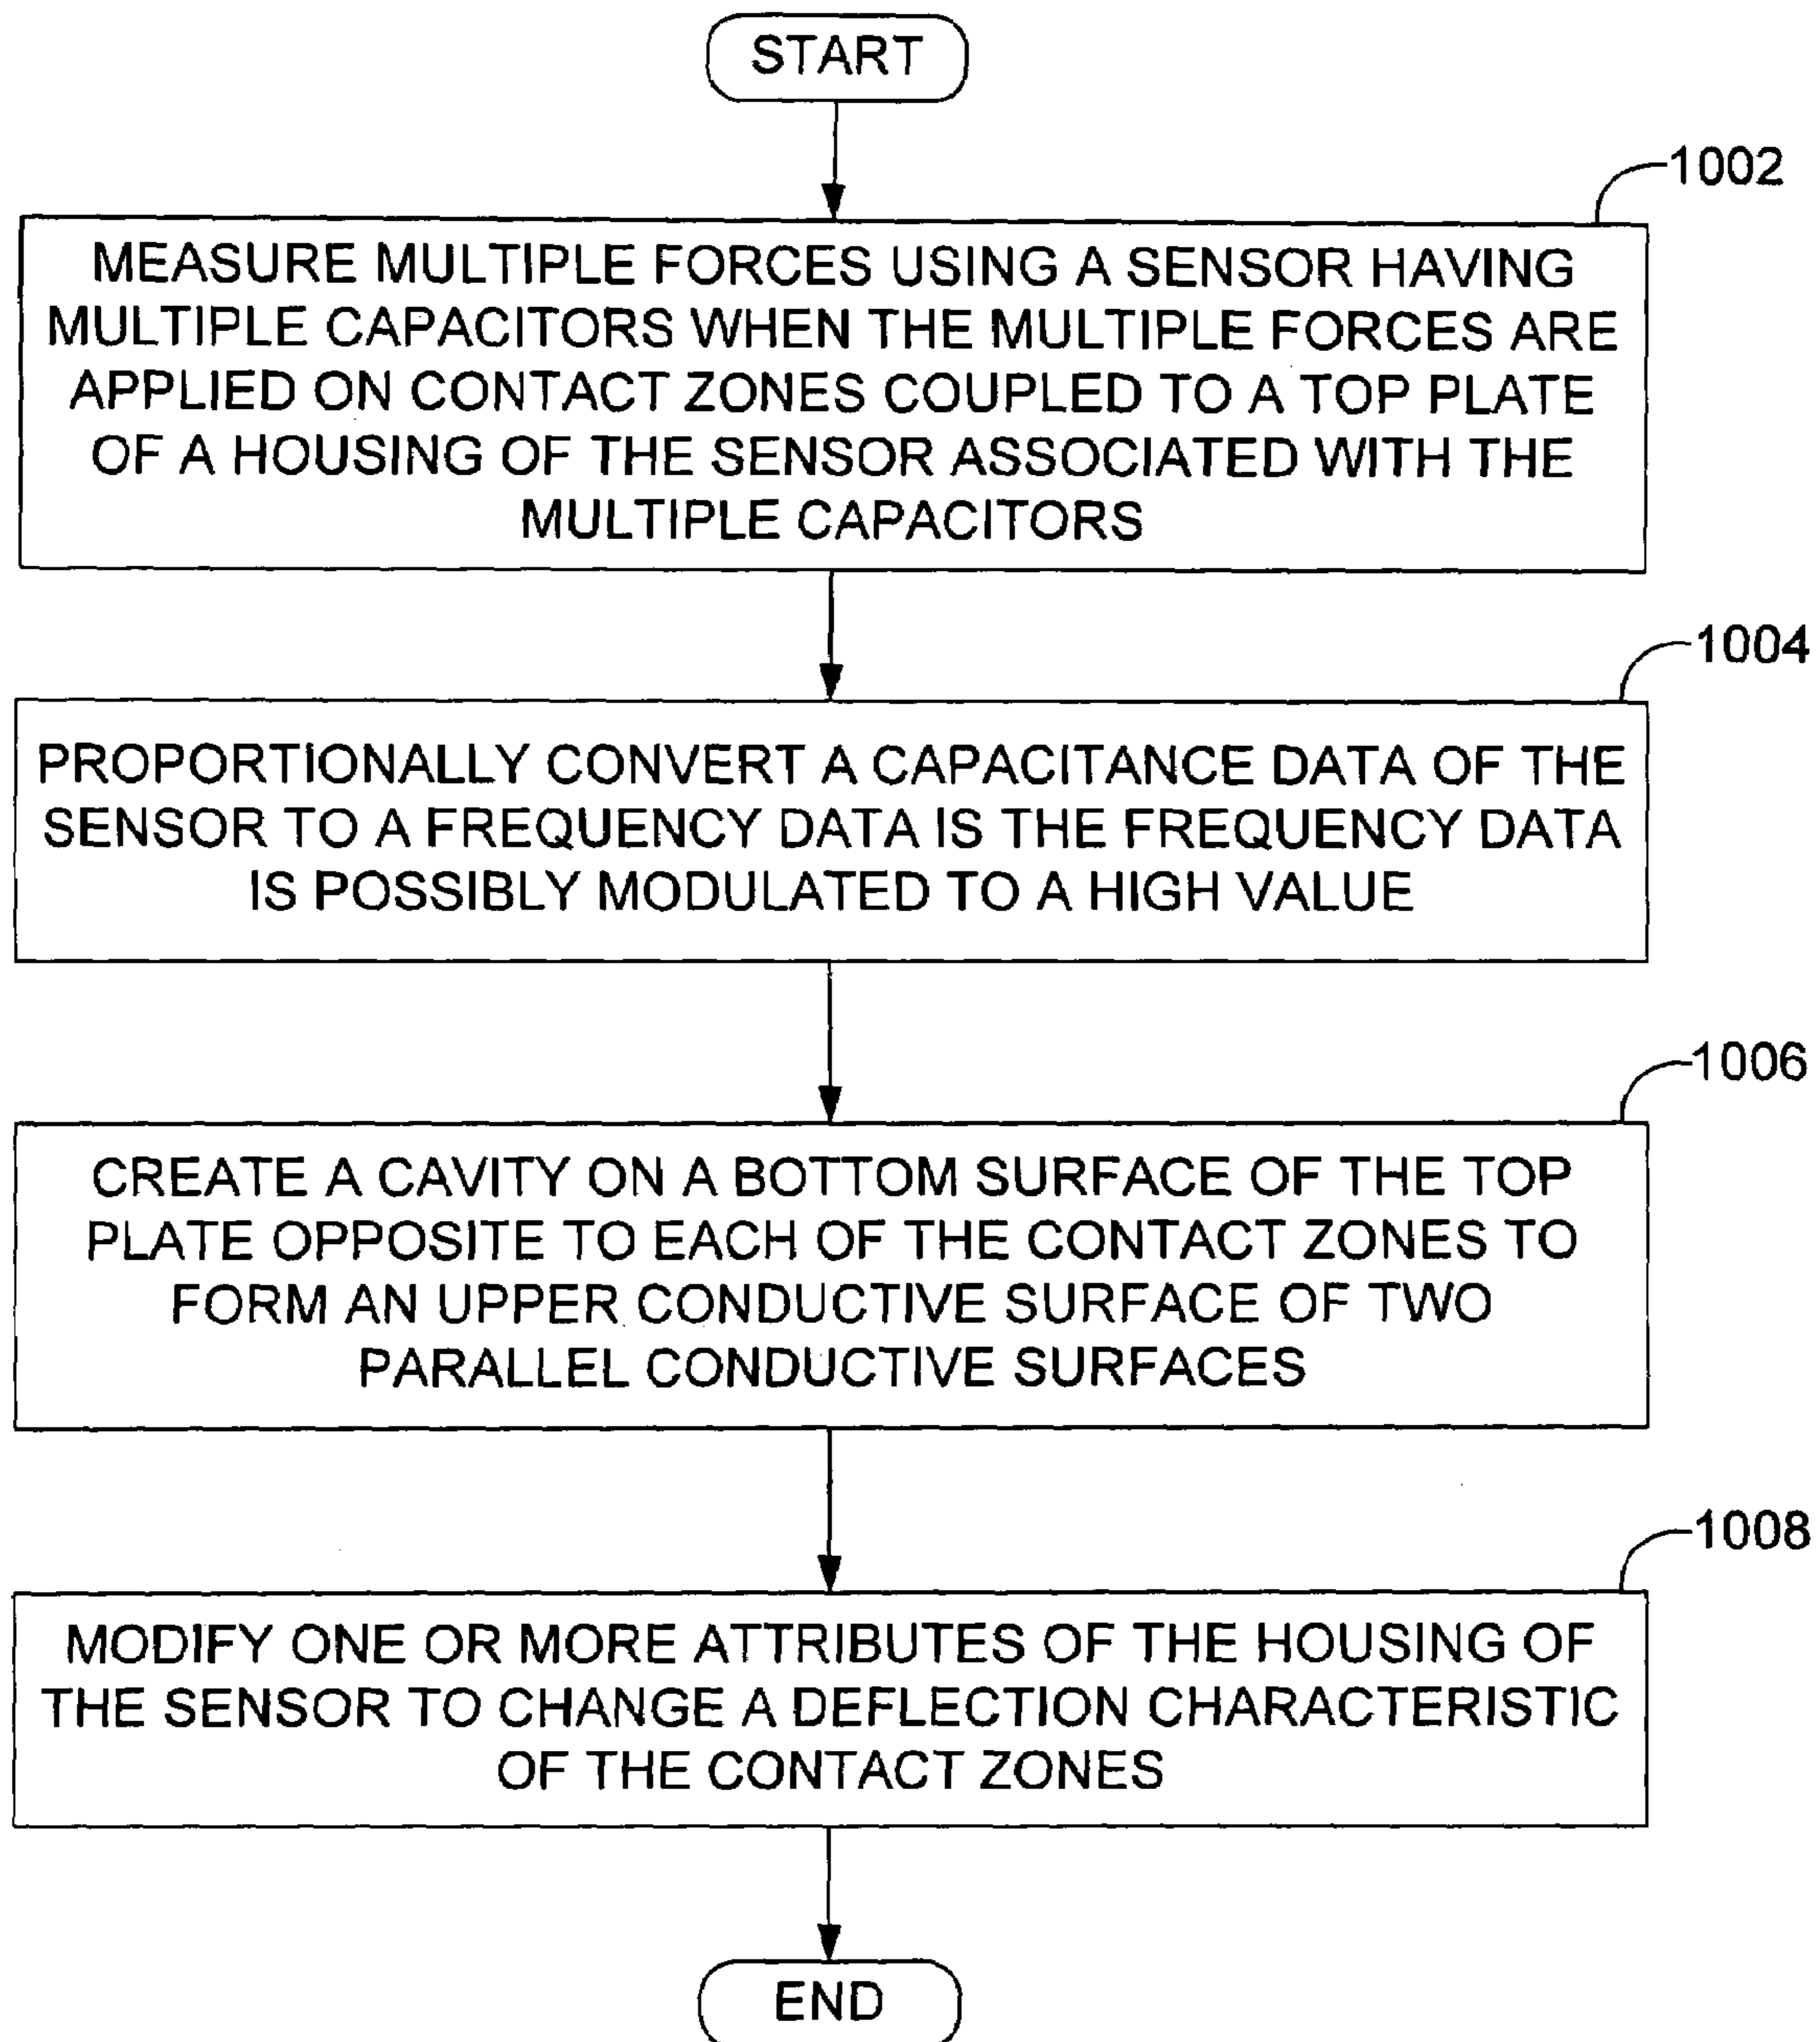 START
1002
MEASURE MULTIPLE FORCES USING A SENSOR HAVING
MULTIPLE CAPACITORS WHEN THE MULTIPLE FORCES ARE
APPLIED ON CONTACT ZONES COUPLED TO A TOP PLATE
OF A HOUSING OF THE SENSOR ASSOCIATED WITH THE
MULTIPLE CAPACITORS
1004
PROPORTIONALLY CONVERT A CAPACITANCE DATA OF THE
SENSOR TO A FREQUENCY DATA IS THE FREQUENCY DATA
IS POSSIBLY MODULATED TO A HIGH VALUE
1006
CREATE A CAVITY ON A BOTTOM SURFACE OF THE TOP
PLATE OPPOSITE TO EACH OF THE CONTACT ZONES TO
FORM AN UPPER CONDUCTIVE SURFACE OF TWO
PARALLEL CONDUCTIVE SURFACES
1008
MODIFY ONE OR MORE ATTRIBUTES OF THE HOUSING OF
THE SENSOR TO CHANGE A DEFLECTION CHARACTERISTIC
OF THE CONTACT ZONES
END